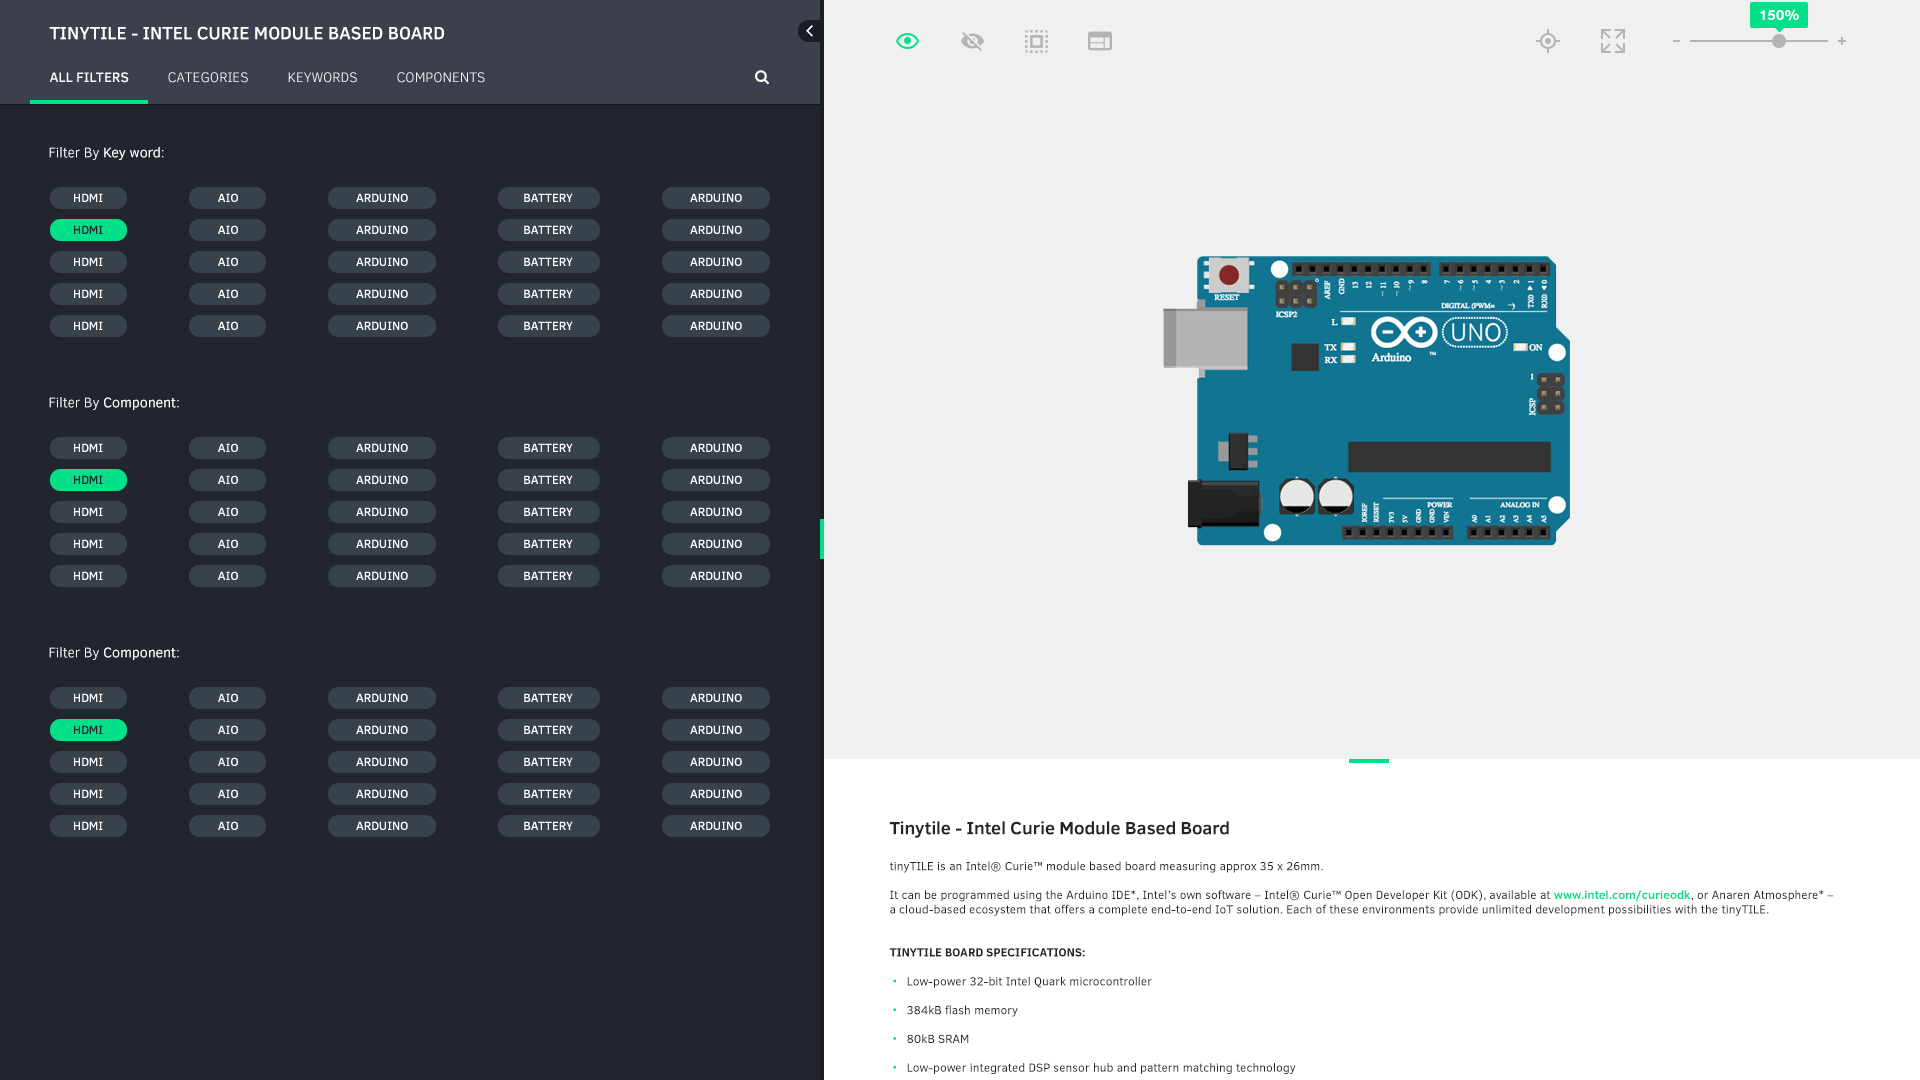 TINYTILE - INTEL CURIE MODULE BASED BOARD
ALL FILTERS CATEGORIES KEYWORDS COMPONENTS
Filter By Key word:
HDMI AIO ARDUINO BATTERY ARDUINO
HDMI AIO ARDUINO BATTERY ARDUINO
HDMI AIO ARDUINO BATTERY ARDUINO
HDMI AIO ARDUINO BATTERY ARDUINO
HDMI AIO ARDUINO BATTERY ARDUINO
Filter By Component:
HDMI AIO ARDUINO BATTERY ARDUINO
HDMI AIO ARDUINO BATTERY ARDUINO
HDMI AIO ARDUINO BATTERY ARDUINO
HDMI AIO ARDUINO BATTERY ARDUINO
HDMI AIO ARDUINO BATTERY ARDUINO
Filter By Component:
HDMI AIO ARDUINO BATTERY ARDUINO
HDMI AIO ARDUINO BATTERY ARDUINO
HDMI AIO ARDUINO BATTERY ARDUINO
HDMI AIO ARDUINO BATTERY ARDUINO
HDMI AIO ARDUINO BATTERY ARDUINO
150%
RESET
ICSP2
AREF GND 13 12 ~11 ~10 ~9 8 7 ~6 ~5 4 ~3 2 TX0 1 RX0 0
DIGITAL (PWM= ~)
L
TX
RX
Arduino ™
UNO
ON
1
ICSP
POWER
ANALOG IN
IOREF RESET 3V3 5V GND GND VIN A0 A1 A2 A3 A4 A5
Tinytile - Intel Curie Module Based Board
tinyTILE is an Intel® Curie™ module based board measuring approx 35 x 26mm.
It can be programmed using the Arduino IDE*, Intel's own software – Intel® Curie™ Open Developer Kit (ODK), available at www.intel.com/curieodk, or Anaren Atmosphere* –
a cloud-based ecosystem that offers a complete end-to-end IoT solution. Each of these environments provide unlimited development possibilities with the tinyTILE.
TINYTILE BOARD SPECIFICATIONS:
• Low-power 32-bit Intel Quark microcontroller
• 384kB flash memory
• 80kB SRAM
• Low-power integrated DSP sensor hub and pattern matching technology